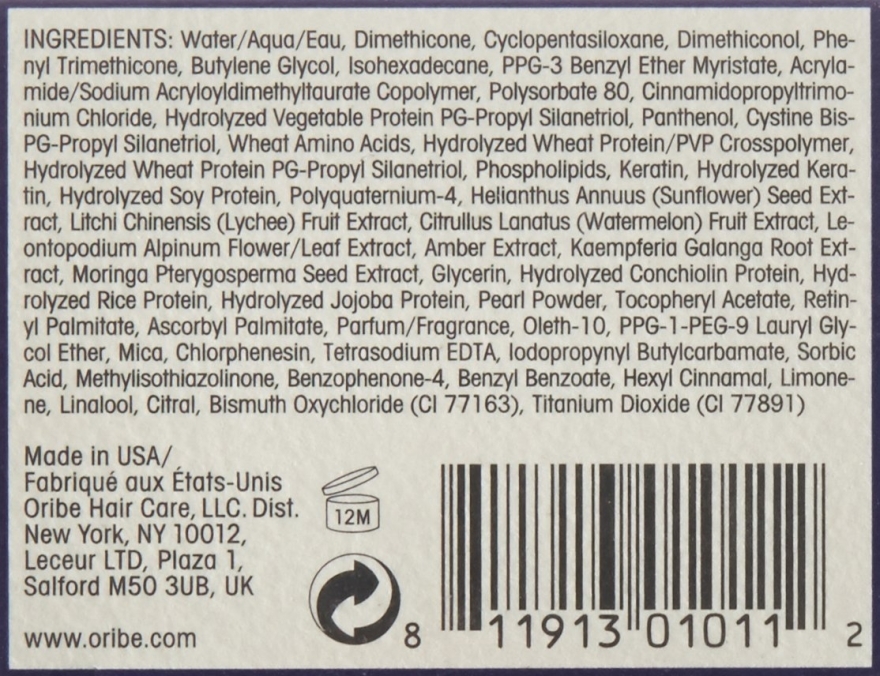 INGREDIENTS: Water/Aqua/Eau, Dimethicone, Cyclopentasiloxane, Dimethiconol, Phe-
nyl Trimethicone, Butylene Glycol, Isohexadecane, PPG-3 Benzyl Ether Myristate, Acryla-
mide/Sodium Acryloyldimethyltaurate Copolymer, Polysorbate 80, Cinnamidopropyltrimo-
nium Chloride, Hydrolyzed Vegetable Protein PG-Propyl Silanetriol, Panthenol, Cystine Bis-
PG-Propyl Silanetriol, Wheat Amino Acids, Hydrolyzed Wheat Protein/PVP Crosspolymer,
Hydrolyzed Wheat Protein PG-Propyl Silanetriol, Phospholipids, Keratin, Hydrolyzed Kera-
tin, Hydrolyzed Soy Protein, Polyquaternium-4, Helianthus Annuus (Sunflower) Seed Ext-
ract, Litchi Chinensis (Lychee) Fruit Extract, Citrullus Lanatus (Watermelon) Fruit Extract, Le-
ontopodium Alpinum Flower/Leaf Extract, Amber Extract, Kaempferia Galanga Root Ext-
ract, Moringa Pterygosperma Seed Extract, Glycerin, Hydrolyzed Conchiolin Protein, Hyd-
rolyzed Rice Protein, Hydrolyzed Jojoba Protein, Pearl Powder, Tocopheryl Acetate, Retin-
yl Palmitate, Ascorbyl Palmitate, Parfum/Fragrance, Oleth-10, PPG-1-PEG-9 Lauryl Gly-
col Ether, Mica, Chlorphenesin, Tetrasodium EDTA, Iodopropynyl Butylcarbamate, Sorbic
Acid, Methylisothiazolinone, Benzophenone-4, Benzyl Benzoate, Hexyl Cinnamal, Limone-
ne, Linalool, Citral, Bismuth Oxychloride (CI 77163), Titanium Dioxide (CI 77891)
Made in USA/
Fabriqué aux États-Unis
Oribe Hair Care, LLC. Dist.
New York, NY 10012,
Leceur LTD, Plaza 1,
Salford M50 3UB, UK
www.oribe.com
12M
8 11913 01011 2